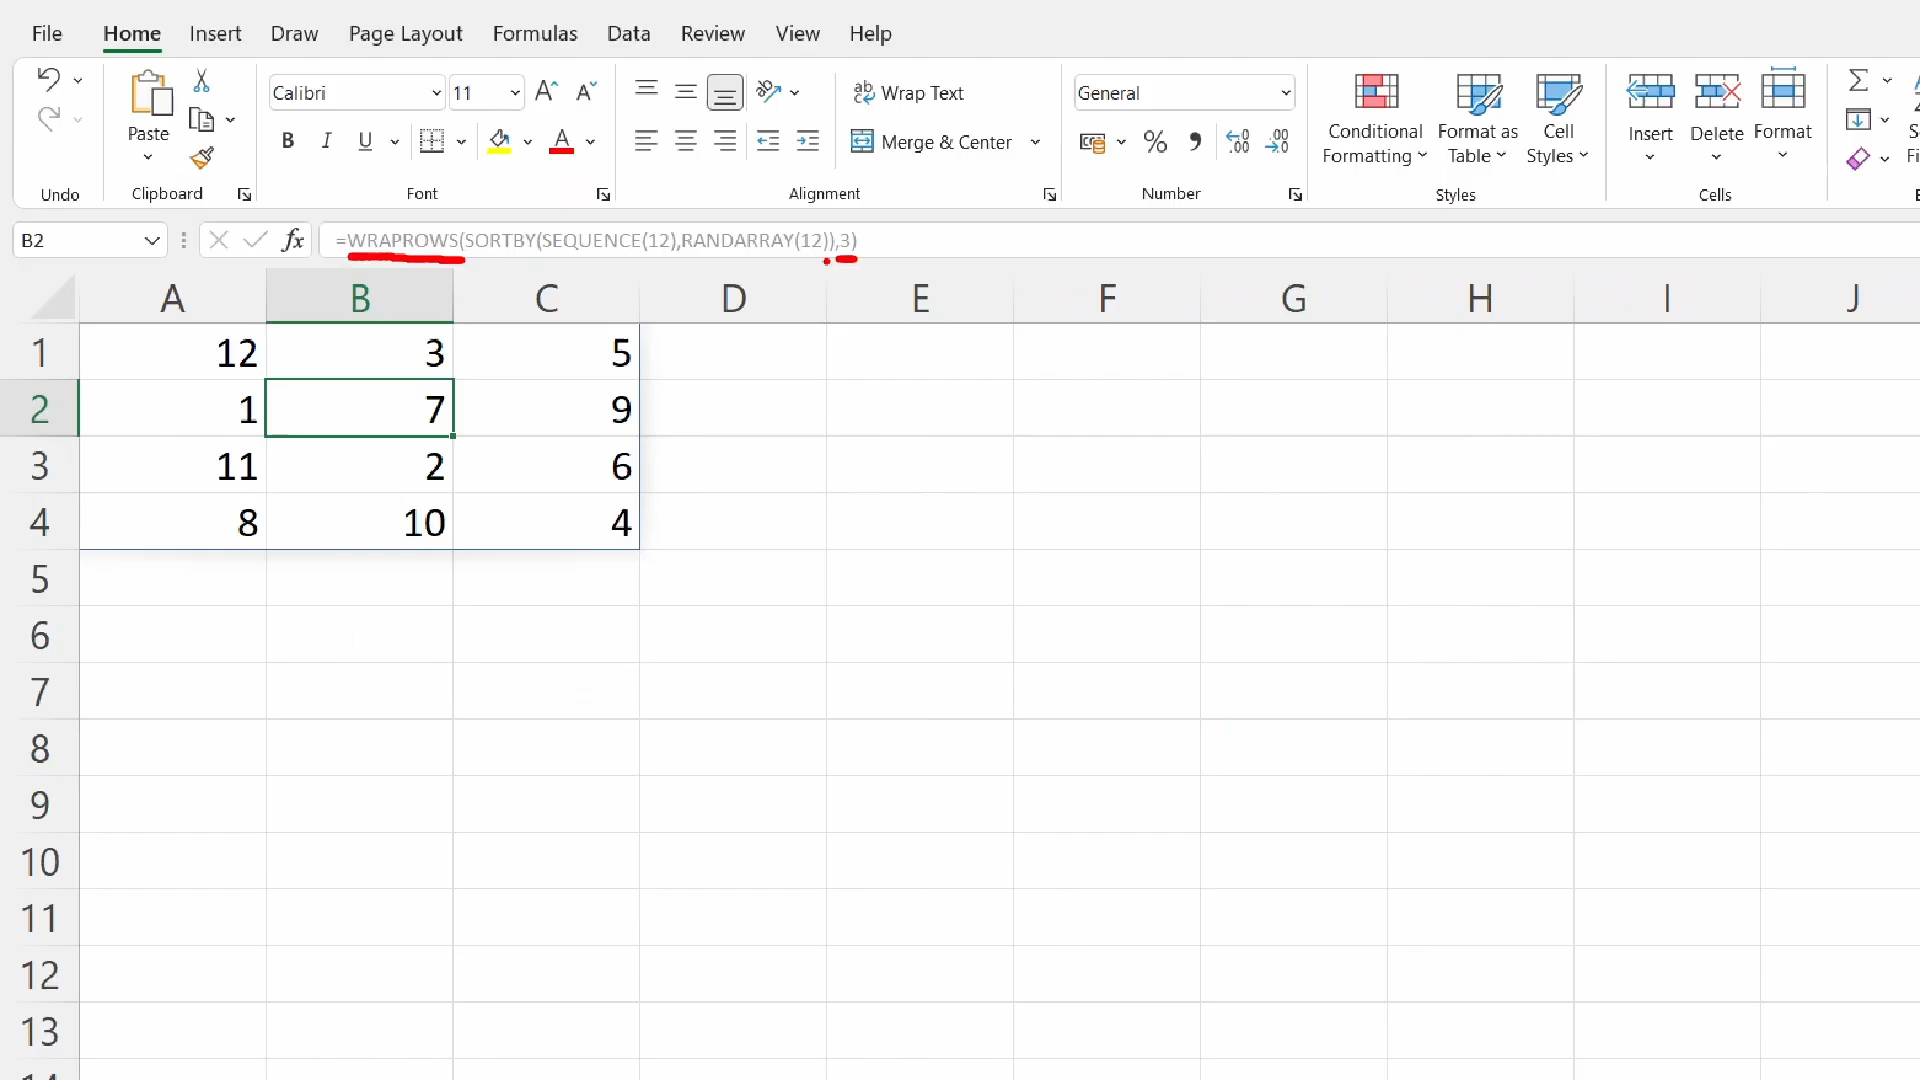 File Home Insert Draw Page Layout Formulas Data Review View Help
Calibri 11 ab Wrap Text General
Paste B I U A Merge & Center % Conditional Formatting Format as Table Cell Styles Insert Delete Format
Undo Clipboard Font Alignment Number Styles Cells
B2 fx =WRAPROWS(SORTBY(SEQUENCE(12),RANDARRAY(12)),3)
A B C D E F G H I J
1 12 3 5
2 1 7 9
3 11 2 6
4 8 10 4
5
6
7
8
9
10
11
12
13